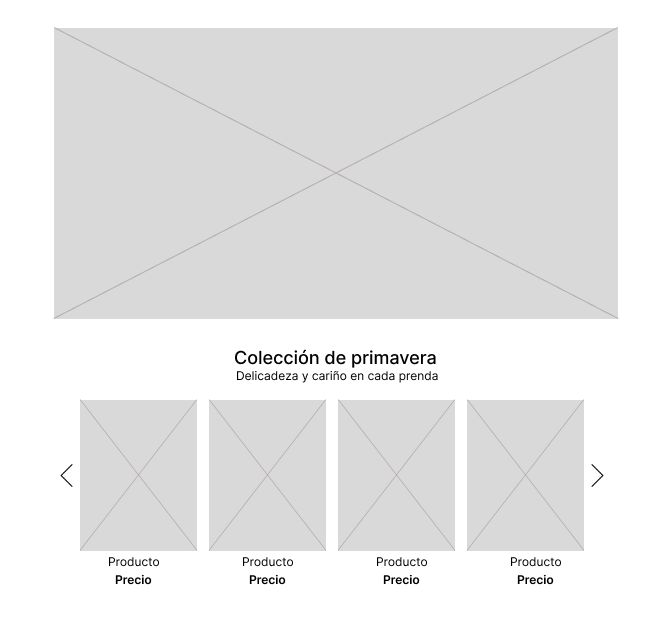 Colección de primavera
Delicadeza y cariño en cada prenda
Producto Producto Producto Producto
Precio Precio Precio Precio